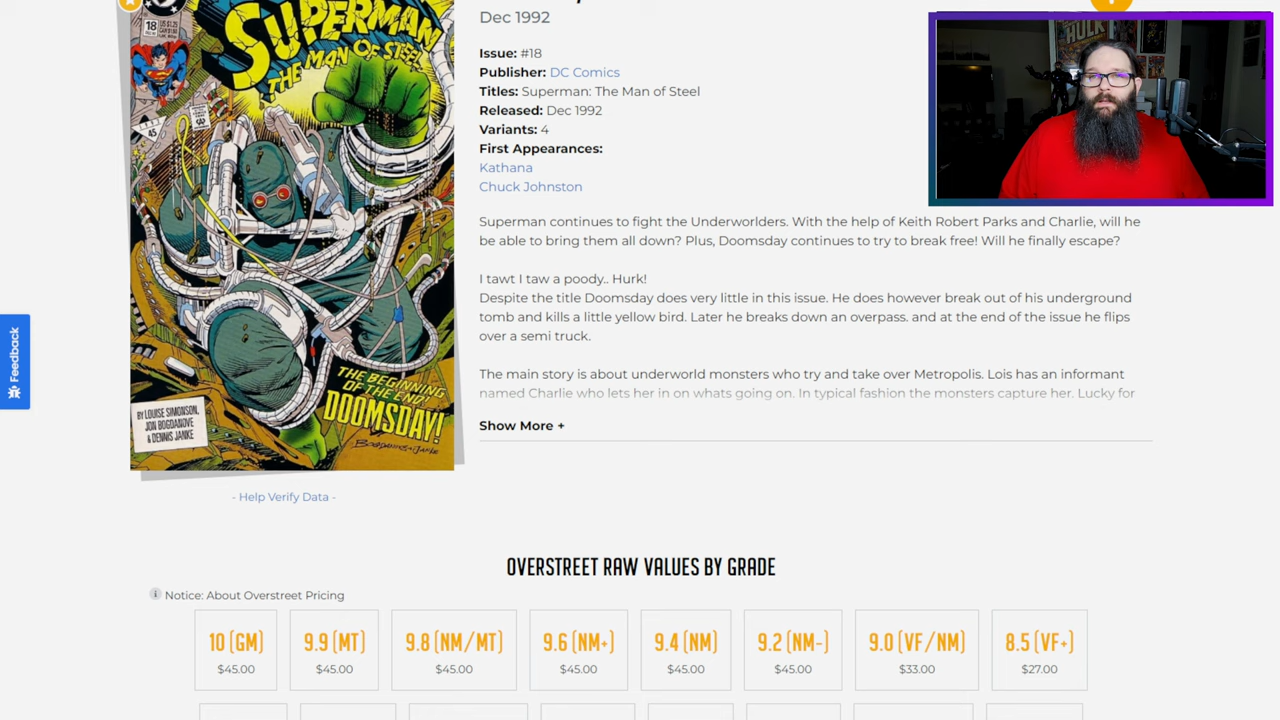 Dec 1992
Issue: #18
Publisher: DC Comics
Titles: Superman: The Man of Steel
Released: Dec 1992
Variants: 4
First Appearances:
Kathana
Chuck Johnston
Superman continues to fight the Underworlders. With the help of Keith Robert Parks and Charlie, will he
be able to bring them all down? Plus, Doomsday continues to try to break free! Will he finally escape?
I tawt I taw a poody.. Hurk!
Despite the title Doomsday does very little in this issue. He does however break out of his underground
tomb and kills a little yellow bird. Later he breaks down an overpass. and at the end of the issue he flips
over a semi truck.
The main story is about underworld monsters who try and take over Metropolis. Lois has an informant
named Charlie who lets her in on whats going on. In typical fashion the monsters capture her. Lucky for
Show More +
18
SUPERMAN
THE MAN OF STEEL
45
THE BEGINNING
OF THE END...
DOOMSDAY!
BY LOUISE SIMONSON,
JON BOGDANOVE
& DENNIS JANKE
BOGDANOVE + JANKE
HULK
- Help Verify Data -
Feedback
OVERSTREET RAW VALUES BY GRADE
Notice: About Overstreet Pricing
10 (GM) 9.9 (MT) 9.8 (NM/MT) 9.6 (NM+) 9.4 (NM) 9.2 (NM-) 9.0 (VF/NM) 8.5 (VF+)
$45.00 $45.00 $45.00 $45.00 $45.00 $45.00 $33.00 $27.00